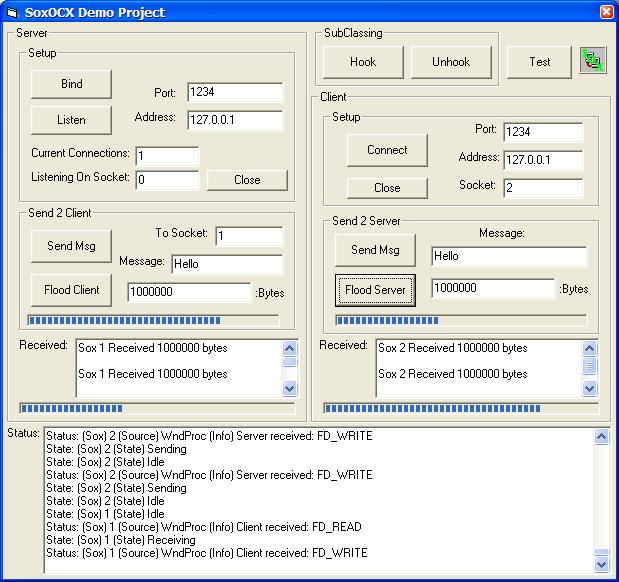 SoxOCX Demo Project
Server
Setup
Bind
Port: 1234
Listen
Address: 127.0.0.1
Current Connections: 1
Listening On Socket: 0 Close
Send 2 Client
To Socket: 1
Send Msg
Message: Hello
Flood Client 1000000 :Bytes
Received: Sox 1 Received 1000000 bytes
Sox 1 Received 1000000 bytes
SubClassing
Hook Unhook Test
Client
Setup
Port: 1234
Connect
Address: 127.0.0.1
Close Socket: 2
Send 2 Server
Message:
Send Msg Hello
Flood Server 1000000 :Bytes
Received: Sox 2 Received 1000000 bytes
Sox 2 Received 1000000 bytes
Status: Status: (Sox) 2 (Source) WndProc (Info) Server received: FD_WRITE
State: (Sox) 2 (State) Sending
State: (Sox) 2 (State) Idle
Status: (Sox) 2 (Source) WndProc (Info) Server received: FD_WRITE
State: (Sox) 2 (State) Sending
State: (Sox) 2 (State) Idle
State: (Sox) 1 (State) Idle
Status: (Sox) 1 (Source) WndProc (Info) Client received: FD_READ
State: (Sox) 1 (State) Receiving
Status: (Sox) 1 (Source) WndProc (Info) Client received: FD_WRITE